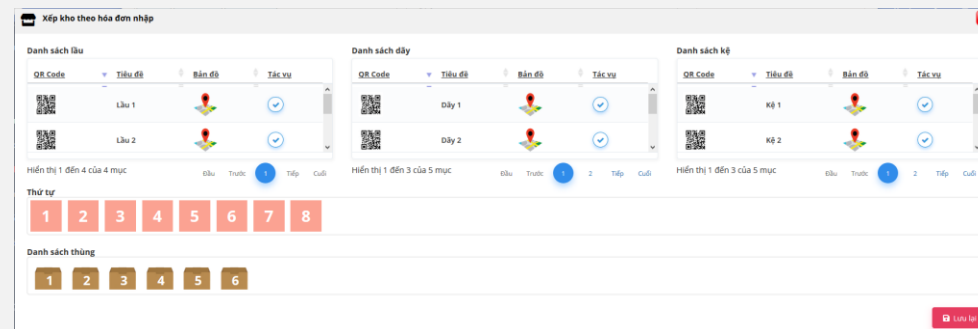 Xếp kho theo hóa đơn nhập
Danh sách lầu
QR Code Tiêu đề Bản đồ Tác vụ
Lầu 1
Lầu 2
Hiển thị 1 đến 4 của 4 mục
Đầu Trước 1 Tiếp Cuối
Danh sách dãy
QR Code Tiêu đề Bản đồ Tác vụ
Dãy 1
Dãy 2
Hiển thị 1 đến 3 của 5 mục
Đầu Trước 1 2 Tiếp Cuối
Danh sách kệ
QR Code Tiêu đề Bản đồ Tác vụ
Kệ 1
Kệ 2
Hiển thị 1 đến 3 của 5 mục
Đầu Trước 1 2 Tiếp Cuối
Thứ tự
1 2 3 4 5 6 7 8
Danh sách thùng
1 2 3 4 5 6
Lưu lại